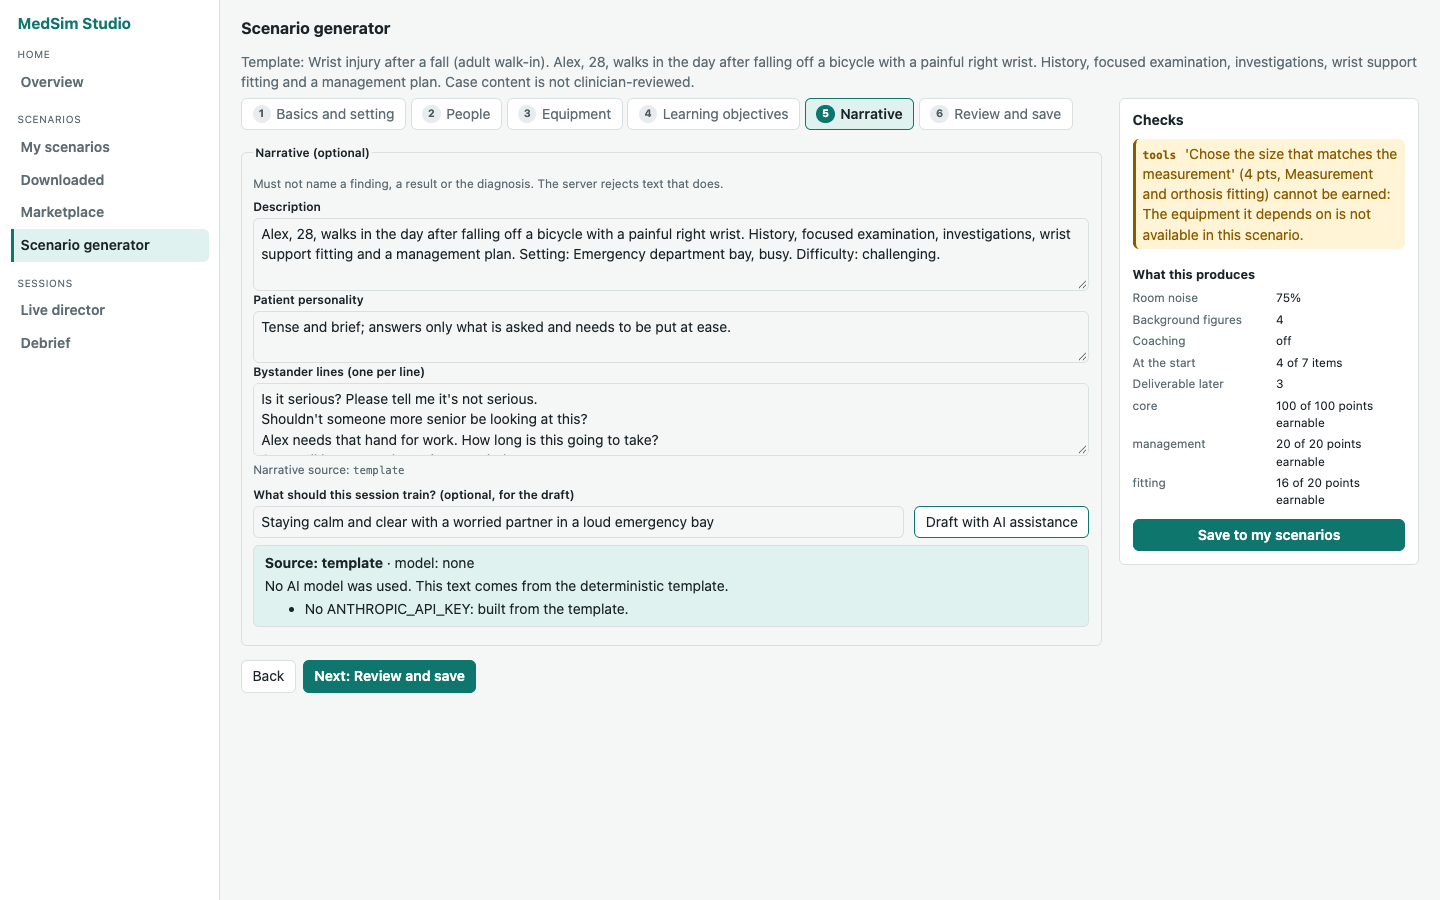 MedSim Studio
HOME
Overview
SCENARIOS
My scenarios
Downloaded
Marketplace
Scenario generator
SESSIONS
Live director
Debrief
Scenario generator
Template: Wrist injury after a fall (adult walk-in). Alex, 28, walks in the day after falling off a bicycle with a painful right wrist. History, focused examination, investigations, wrist support
fitting and a management plan. Case content is not clinician-reviewed.
1 Basics and setting
2 People
3 Equipment
4 Learning objectives
5 Narrative
6 Review and save
Narrative (optional)
Must not name a finding, a result or the diagnosis. The server rejects text that does.
Description
Alex, 28, walks in the day after falling off a bicycle with a painful right wrist. History, focused examination, investigations, wrist
support fitting and a management plan. Setting: Emergency department bay, busy. Difficulty: challenging.
Patient personality
Tense and brief; answers only what is asked and needs to be put at ease.
Bystander lines (one per line)
Is it serious? Please tell me it's not serious.
Shouldn't someone more senior be looking at this?
Alex needs that hand for work. How long is this going to take?
Narrative source: template
What should this session train? (optional, for the draft)
Staying calm and clear with a worried partner in a loud emergency bay
Draft with AI assistance
Source: template · model: none
No AI model was used. This text comes from the deterministic template.
• No ANTHROPIC_API_KEY: built from the template.
Back
Next: Review and save
Checks
tools 'Chose the size that matches the
measurement' (4 pts, Measurement
and orthosis fitting) cannot be earned:
The equipment it depends on is not
available in this scenario.
What this produces
Room noise 75%
Background figures 4
Coaching off
At the start 4 of 7 items
Deliverable later 3
core 100 of 100 points
earnable
management 20 of 20 points
earnable
fitting 16 of 20 points
earnable
Save to my scenarios